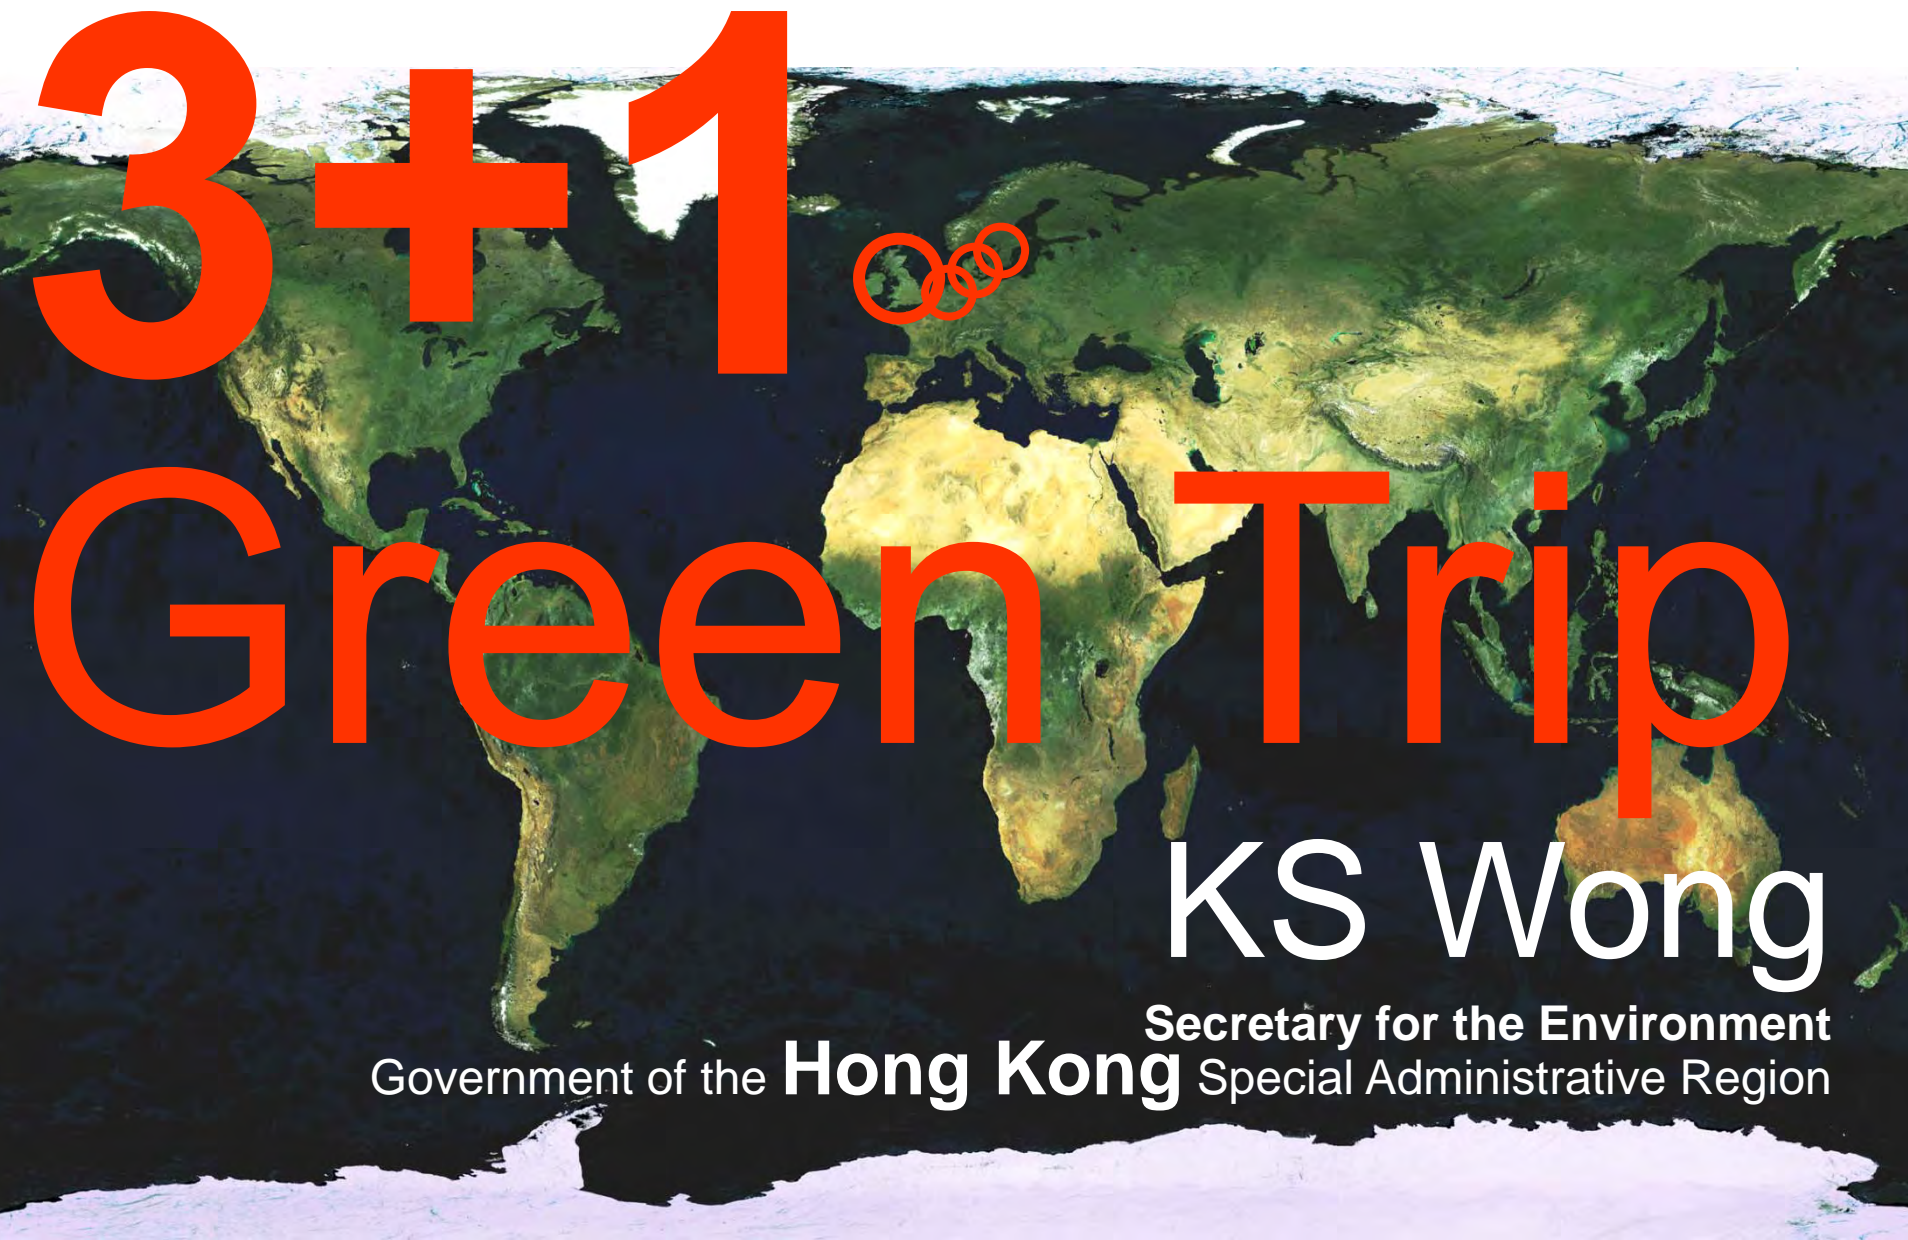 3+1
Green Trip
KS Wong
Secretary for the Environment
Government of the Hong Kong Special Administrative Region